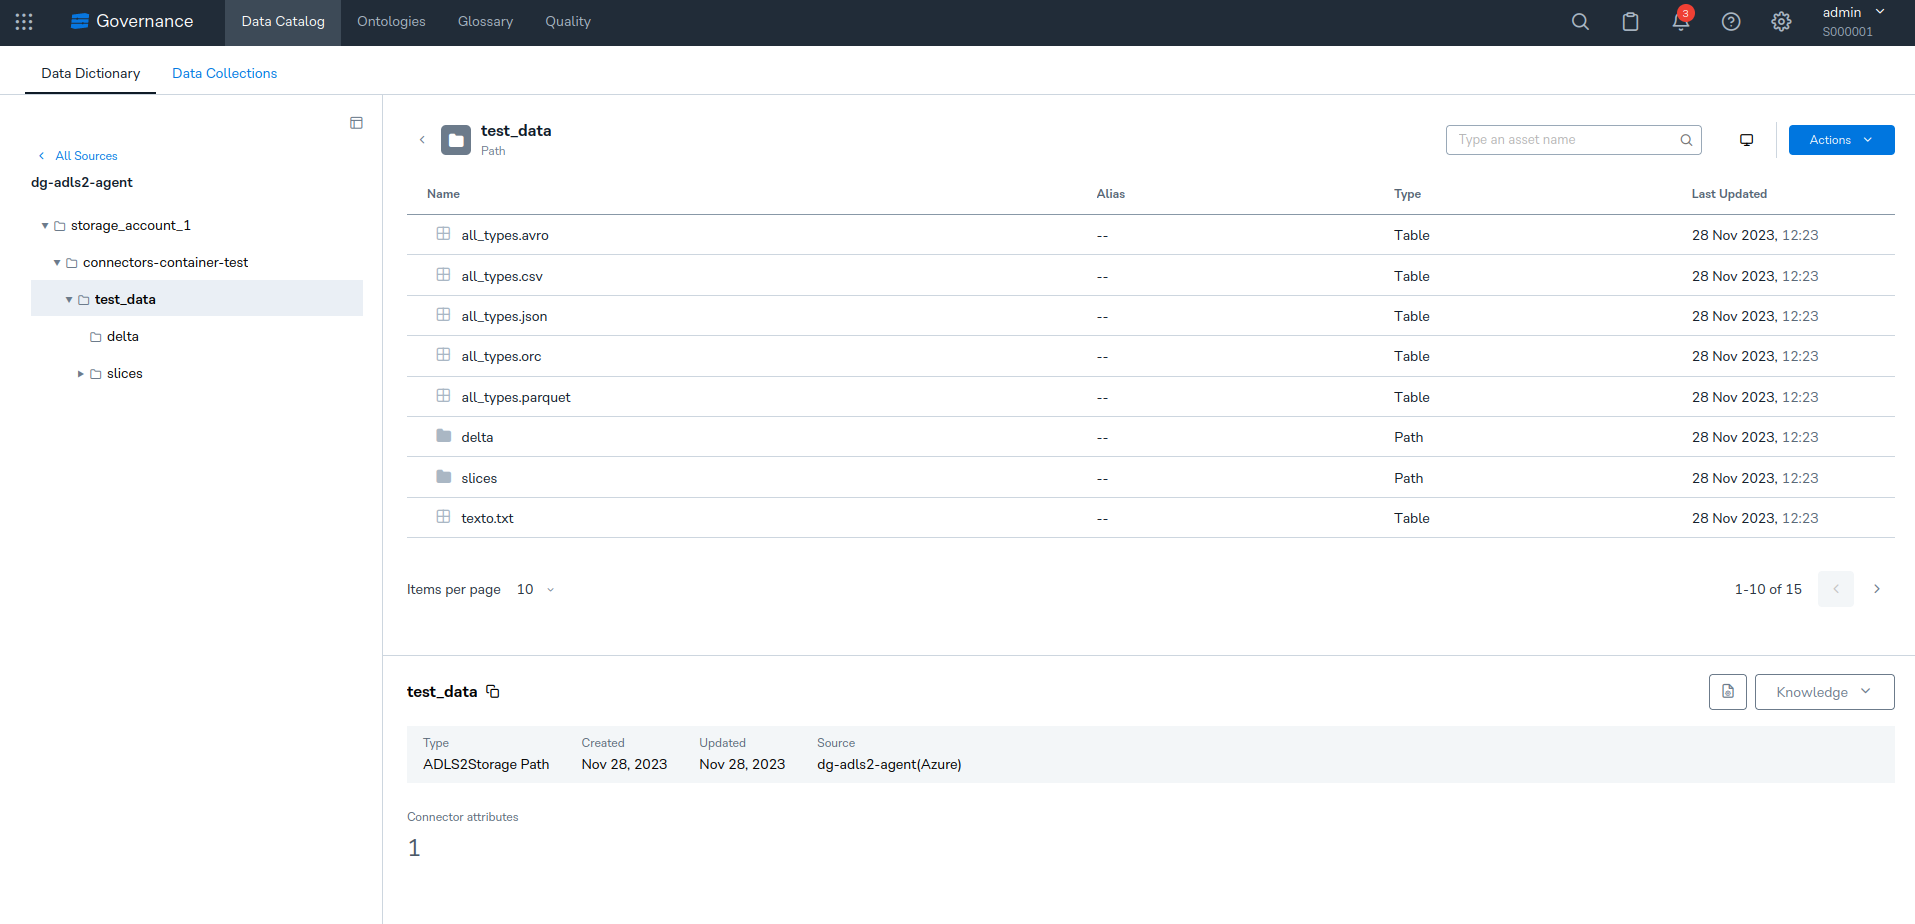 Governance Data Catalog Ontologies Glossary Quality 3 admin
S000001
Data Dictionary Data Collections
All Sources
dg-adls2-agent
storage_account_1
connectors-container-test
test_data
delta
slices
test_data
Path
Type an asset name
Actions
Name Alias Type Last Updated
all_types.avro -- Table 28 Nov 2023, 12:23
all_types.csv -- Table 28 Nov 2023, 12:23
all_types.json -- Table 28 Nov 2023, 12:23
all_types.orc -- Table 28 Nov 2023, 12:23
all_types.parquet -- Table 28 Nov 2023, 12:23
delta -- Path 28 Nov 2023, 12:23
slices -- Path 28 Nov 2023, 12:23
texto.txt -- Table 28 Nov 2023, 12:23
Items per page 10 1-10 of 15
test_data Knowledge
Type Created Updated Source
ADLS2Storage Path Nov 28, 2023 Nov 28, 2023 dg-adls2-agent(Azure)
Connector attributes
1